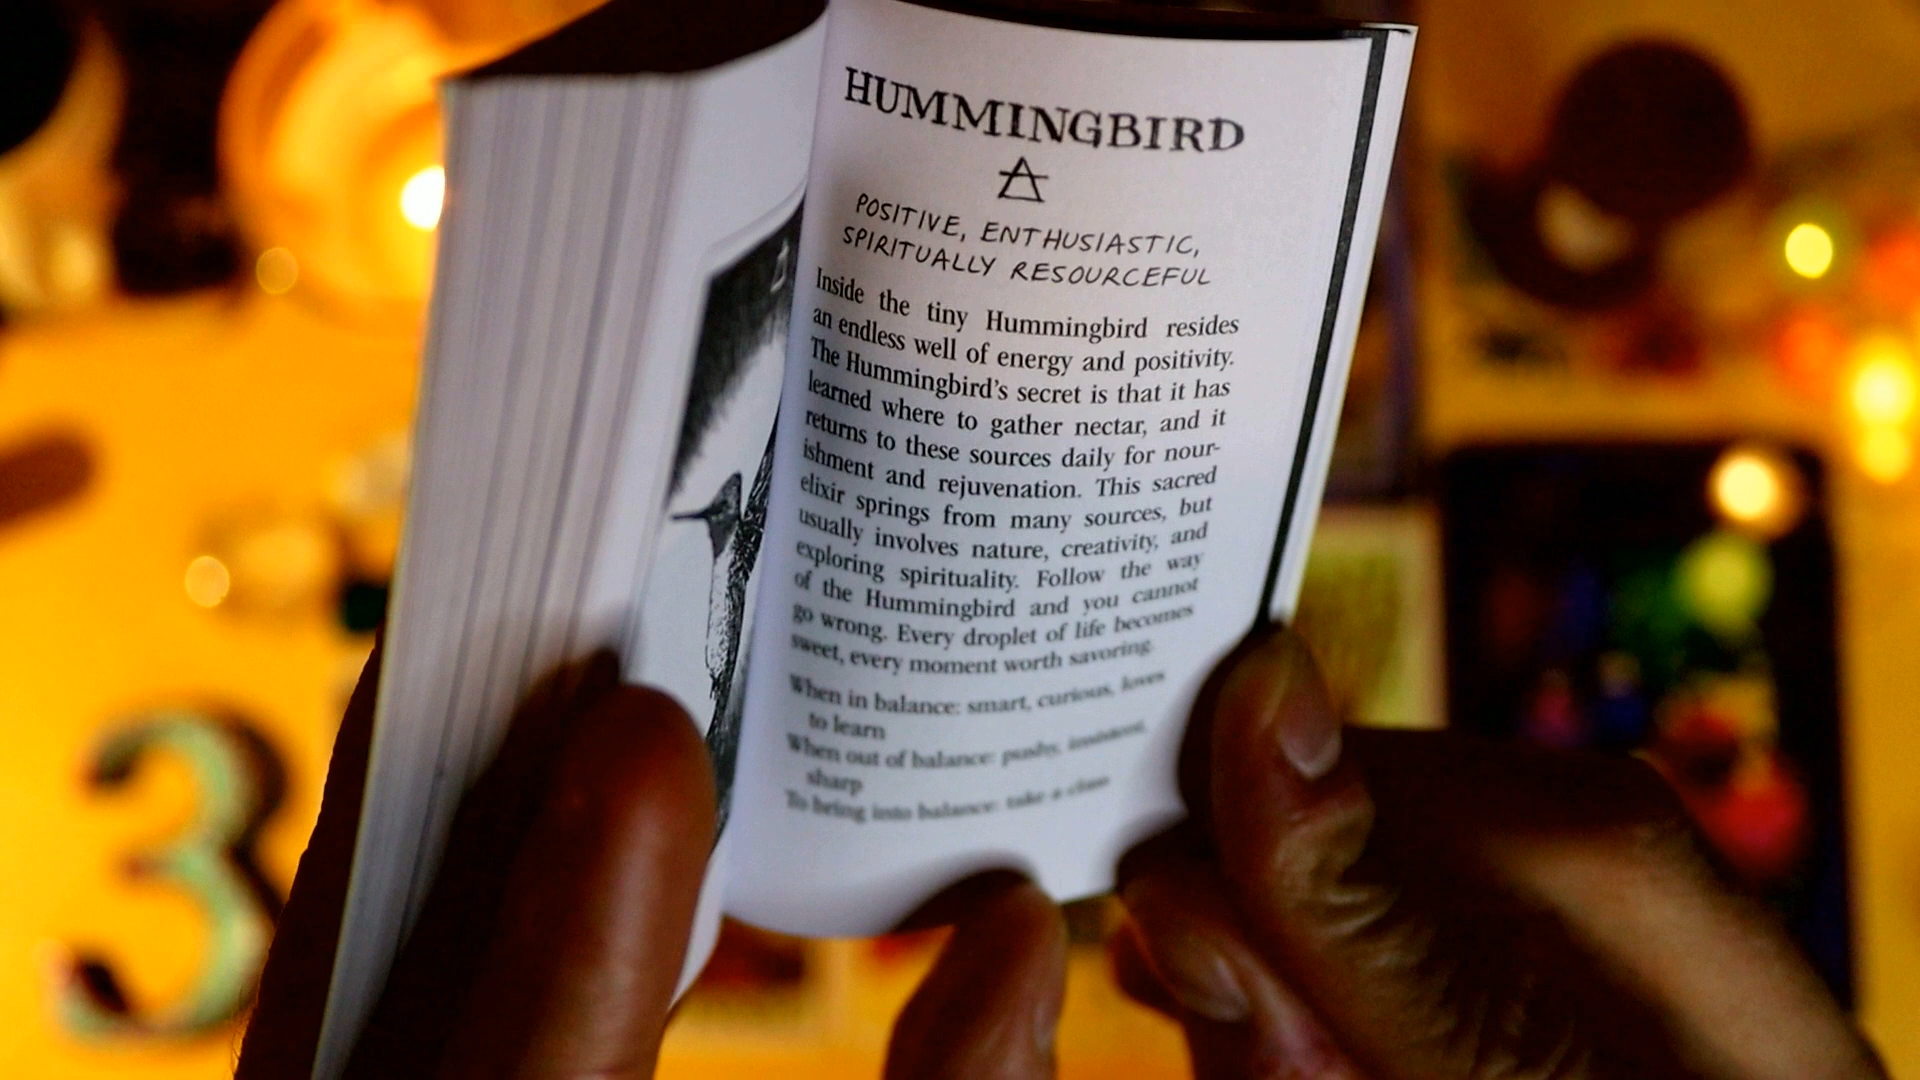 HUMMINGBIRD
POSITIVE, ENTHUSIASTIC,
SPIRITUALLY RESOURCEFUL
Inside the tiny Hummingbird resides
an endless well of energy and positivity.
The Hummingbird's secret is that it has
learned where to gather nectar, and it
returns to these sources daily for nour-
ishment and rejuvenation. This sacred
elixir springs from many sources, but
usually involves nature, creativity, and
exploring spirituality. Follow the way
of the Hummingbird and you cannot
go wrong. Every droplet of life becomes
sweet, every moment worth savoring.
When in balance: smart, curious, loves
to learn
When out of balance: pushy,
sharp
To bring into balance: take a class
3